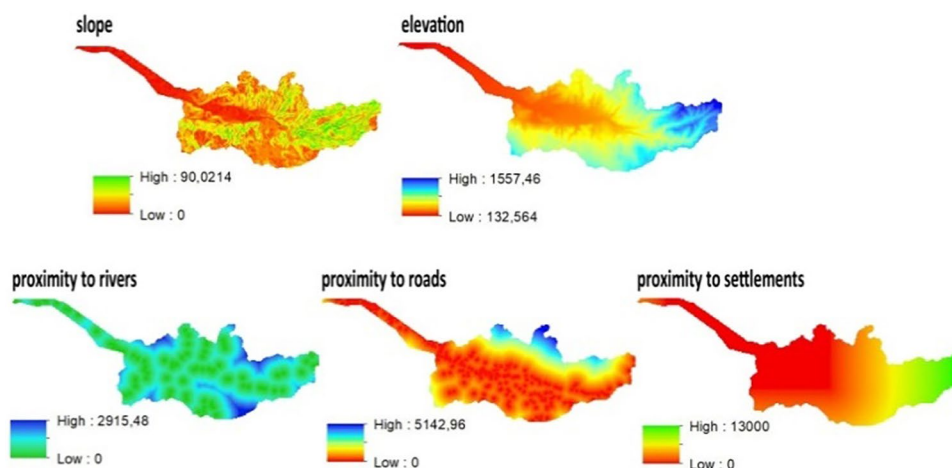 slope
elevation
High : 90,0214
Low : 0
High : 1557,46
Low : 132,564
proximity to rivers
proximity to roads
proximity to settlements
High : 2915,48
Low : 0
High : 5142,96
Low : 0
High : 13000
Low : 0